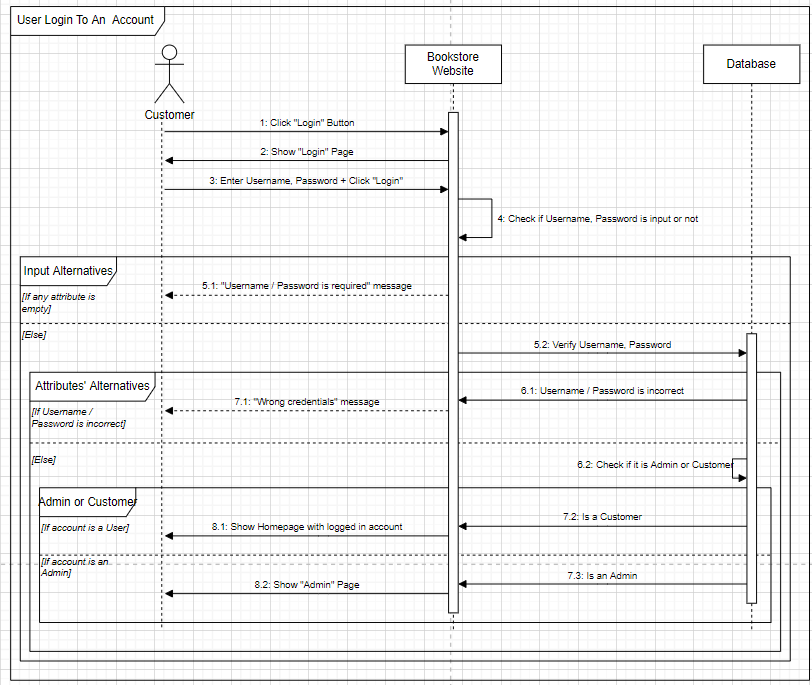 User Login To An Account
Bookstore
Website
Database
Customer
1: Click "Login" Button
2: Show "Login" Page
3: Enter Username, Password + Click "Login"
4: Check if Username, Password is input or not
Input Alternatives
5.1: "Username / Password is required" message
[If any attribute is
empty]
[Else]
5.2: Verify Username, Password
Attributes' Alternatives
6.1: Username / Password is incorrect
7.1: "Wrong credentials" message
[If Username /
Password is incorrect]
[Else]
6.2: Check if it is Admin or Customer
Admin or Customer
7.2: Is a Customer
8.1: Show Homepage with logged in account
[If account is a User]
[If account is an
Admin]
7.3: Is an Admin
8.2: Show "Admin" Page